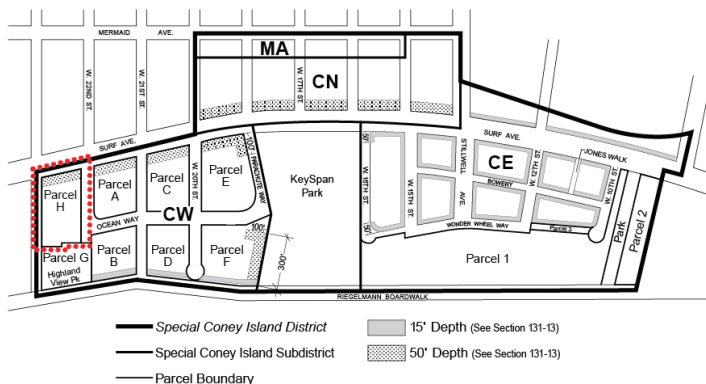 MERMAID AVE.
MA
CN
W. 22ND ST.
W. 21ST ST.
W. 17TH ST.
SURF AVE.
SURF AVE.
STILLWELL AVE
CE
W. 12TH ST.
JONES WALK
W. 10TH ST.
BOWERY
W. 20TH ST.
100'
PARACHUTE WAY
50'
W. 16TH ST.
W. 15TH ST.
KeySpan
Park
Parcel
H
Parcel
A
Parcel
C
Parcel
E
CW
OCEAN WAY
100'
50'
WONDER WHEEL WAY
Parcel 3
Park
Parcel 2
Parcel G
Highland
View Pk
Parcel
B
Parcel
D
Parcel
F
300'
Parcel 1
RIEGELMANN BOARDWALK
Special Coney Island District
15' Depth (See Section 131-13)
Special Coney Island Subdistrict
50' Depth (See Section 131-13)
Parcel Boundary